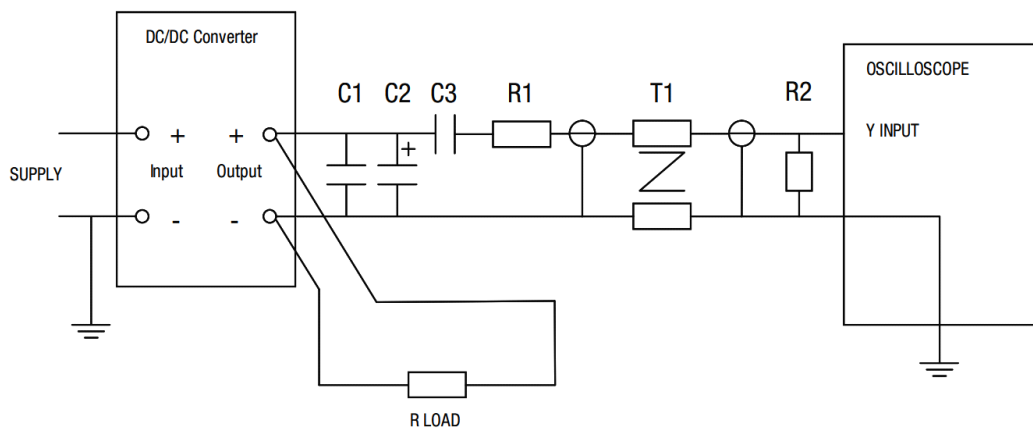 DC/DC Converter
OSCILLOSCOPE
C1 C2 C3 R1 T1 R2
+ + + Y INPUT
SUPPLY Input Output
- -
R LOAD